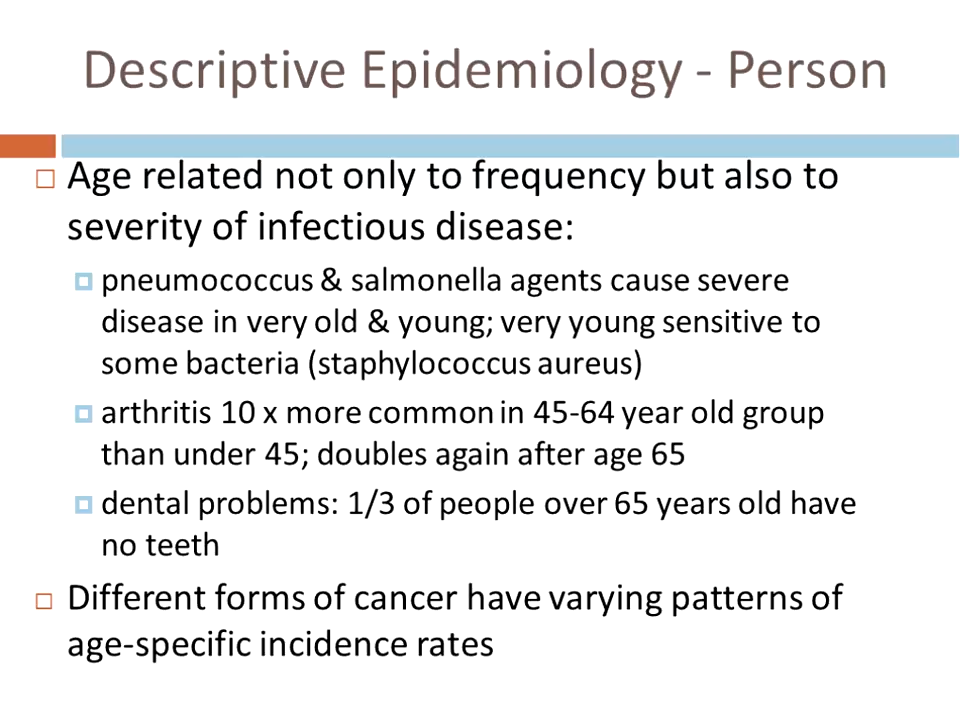 Descriptive Epidemiology - Person
Age related not only to frequency but also to
severity of infectious disease:
pneumococcus & salmonella agents cause severe
disease in very old & young; very young sensitive to
some bacteria (staphylococcus aureus)
arthritis 10 x more common in 45-64 year old group
than under 45; doubles again after age 65
dental problems: 1/3 of people over 65 years old have
no teeth
Different forms of cancer have varying patterns of
age-specific incidence rates